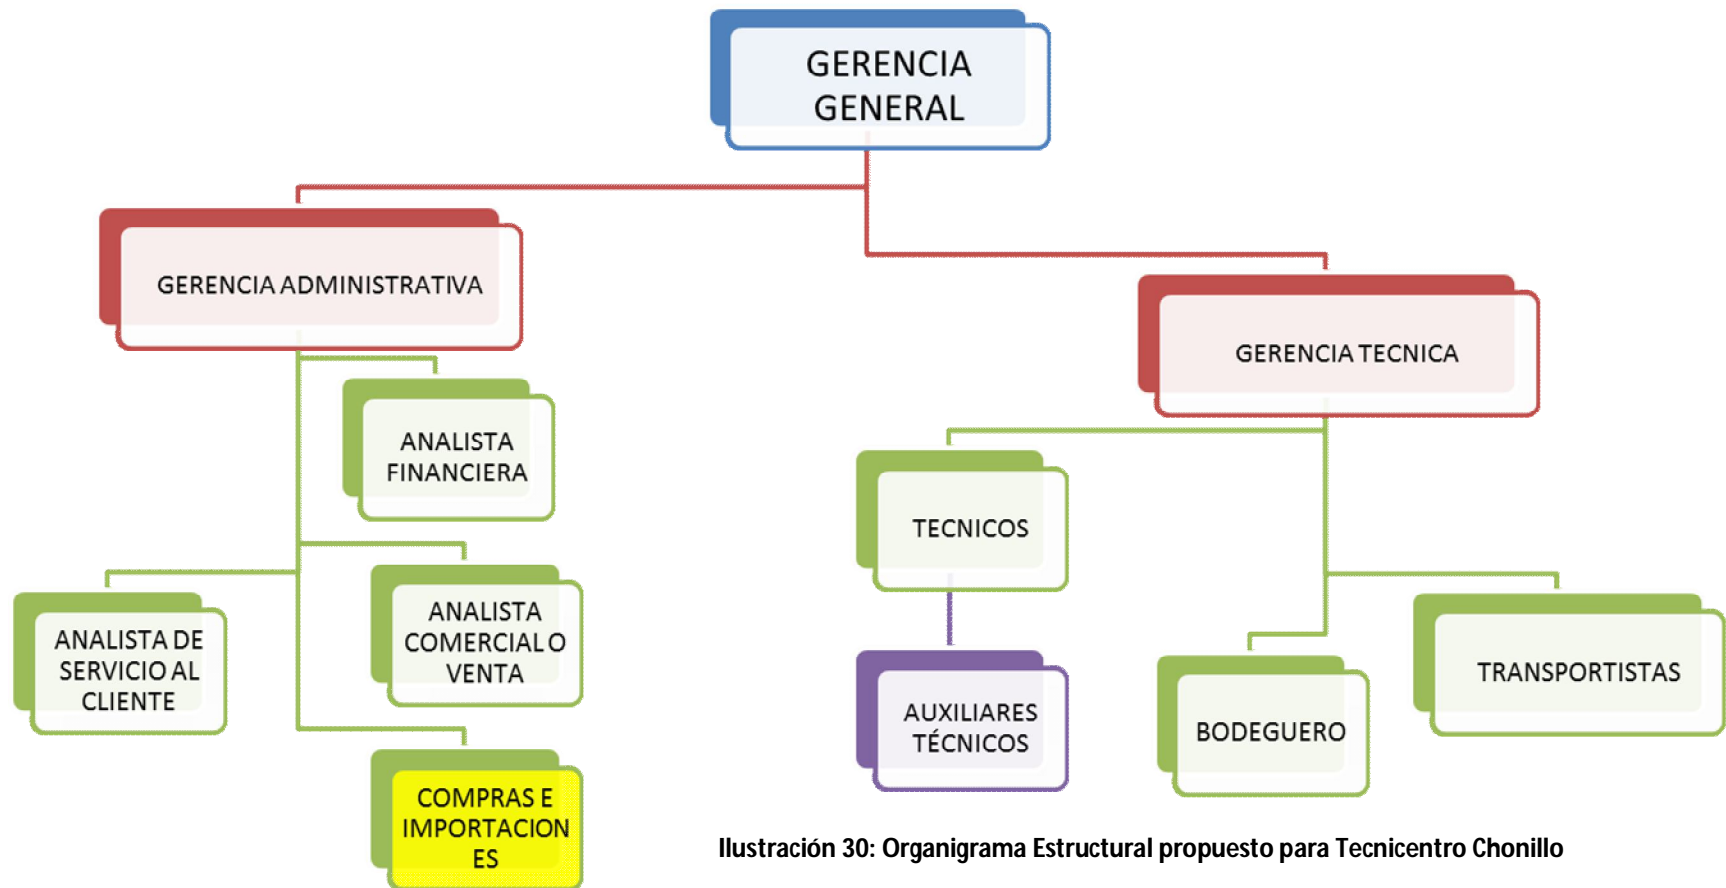 GERENCIA
GENERAL
GERENCIA ADMINISTRATIVA
GERENCIA TECNICA
ANALISTA
FINANCIERA
TECNICOS
ANALISTA DE
SERVICIO AL
CLIENTE
ANALISTA
COMERCIAL O
VENTA
TRANSPORTISTAS
AUXILIARES
TÉCNICOS
BODEGUERO
COMPRAS E
IMPORTACION
ES
Ilustración 30: Organigrama Estructural propuesto para Tecnicentro Chonillo